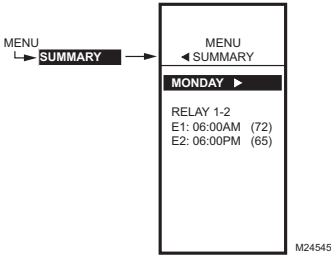 MENU
SUMMARY
MENU
◄ SUMMARY
MONDAY ►
RELAY 1-2
E1: 06:00AM (72)
E2: 06:00PM (65)
M24545